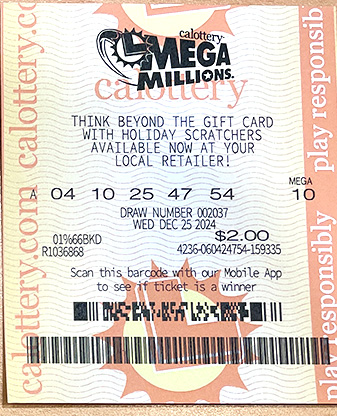 calottery
MEGA
MILLIONS
calottery
THINK BEYOND THE GIFT CARD
WITH HOLIDAY SCRATCHERS
AVAILABLE NOW AT YOUR
LOCAL RETAILER!
MEGA
A 04 10 25 47 54 10
DRAW NUMBER 002037
WED DEC 25 2024
01%66BKD $2.00
R1036868 4236-060424754-159335
Scan this barcode with our Mobile App
to see if ticket is a winner
calottery.com calottery.co
play responsibly play responsib